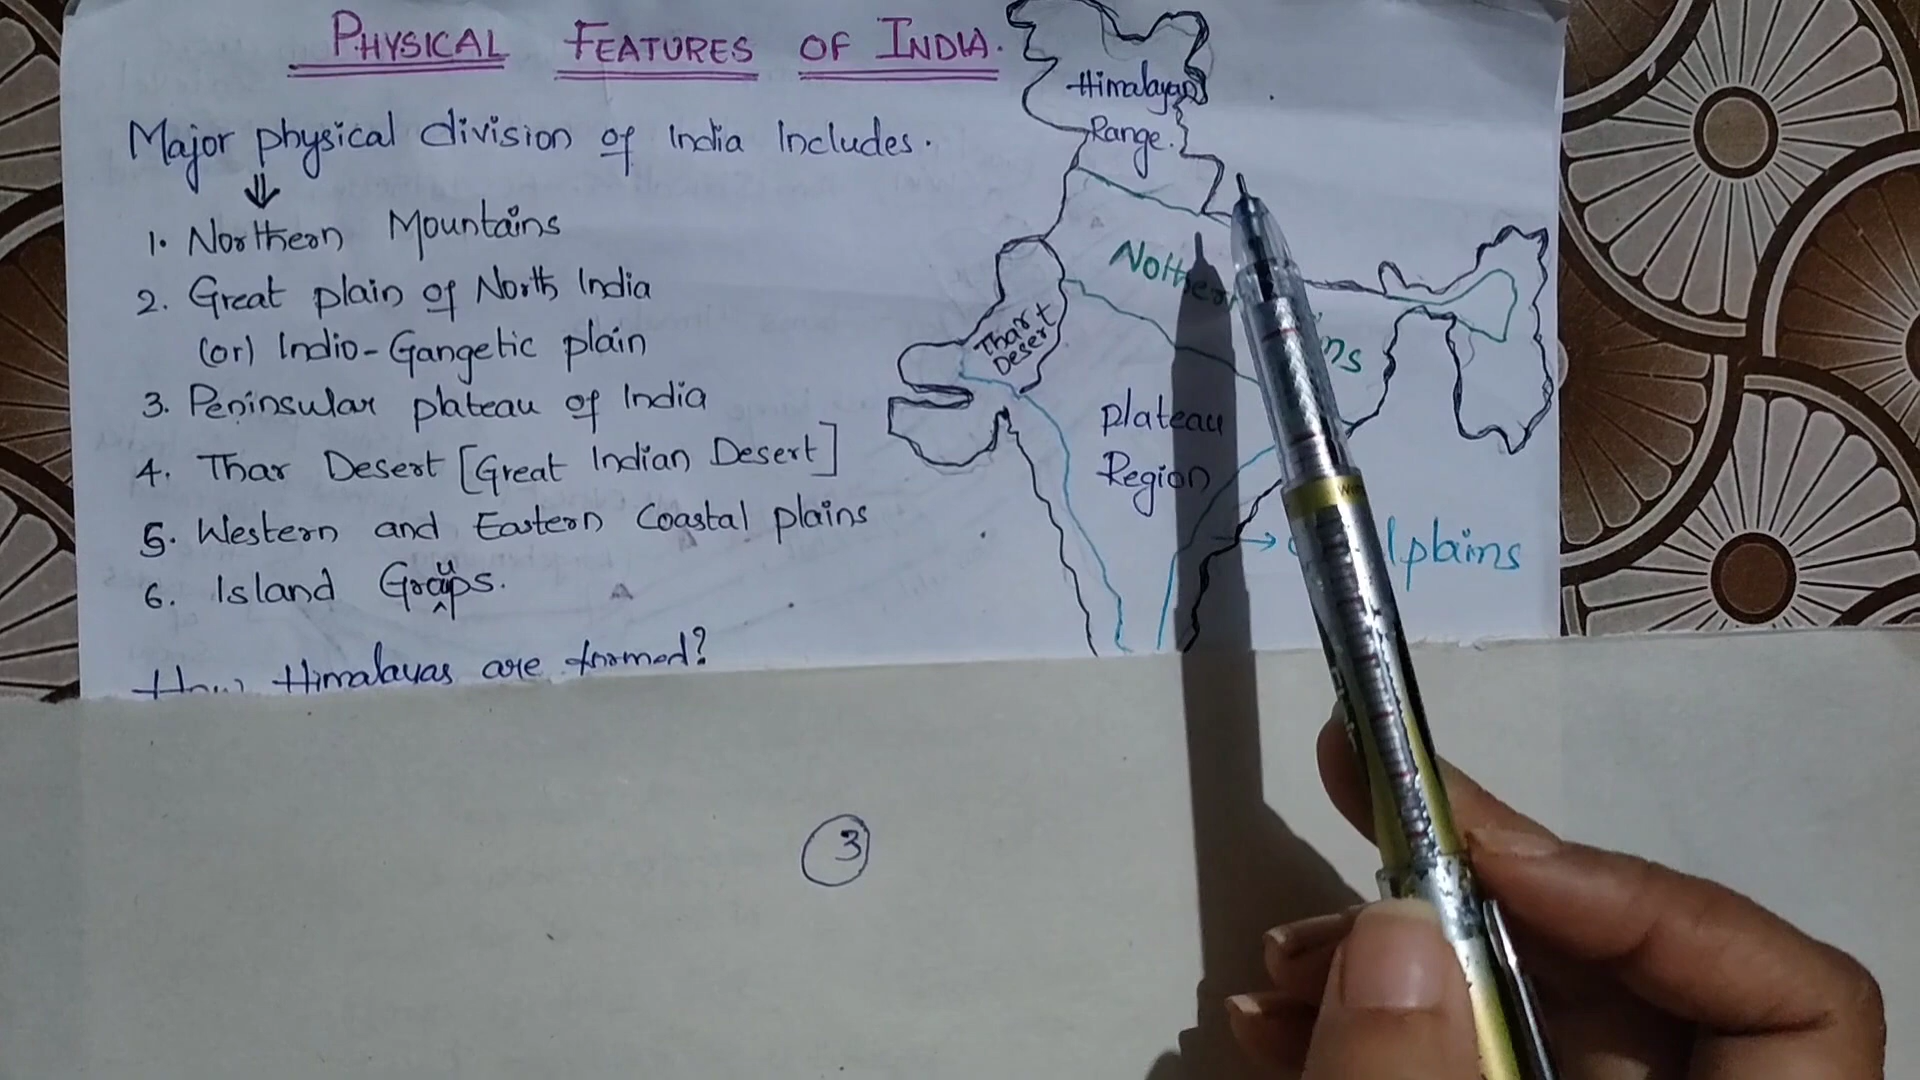 PHYSICAL FEATURES OF INDIA.
Major physical division of India Includes.
1. Northern Mountains
2. Great plain of North India
(or) Indio-Gangetic plain
3. Peninsular plateau of India
4. Thar Desert [Great Indian Desert]
5. Western and Eastern Coastal plains
6. Island Groups.
How Himalayas are formed?
Himalayan
Range.
Thar
Desert
plateau
Region
plains
3